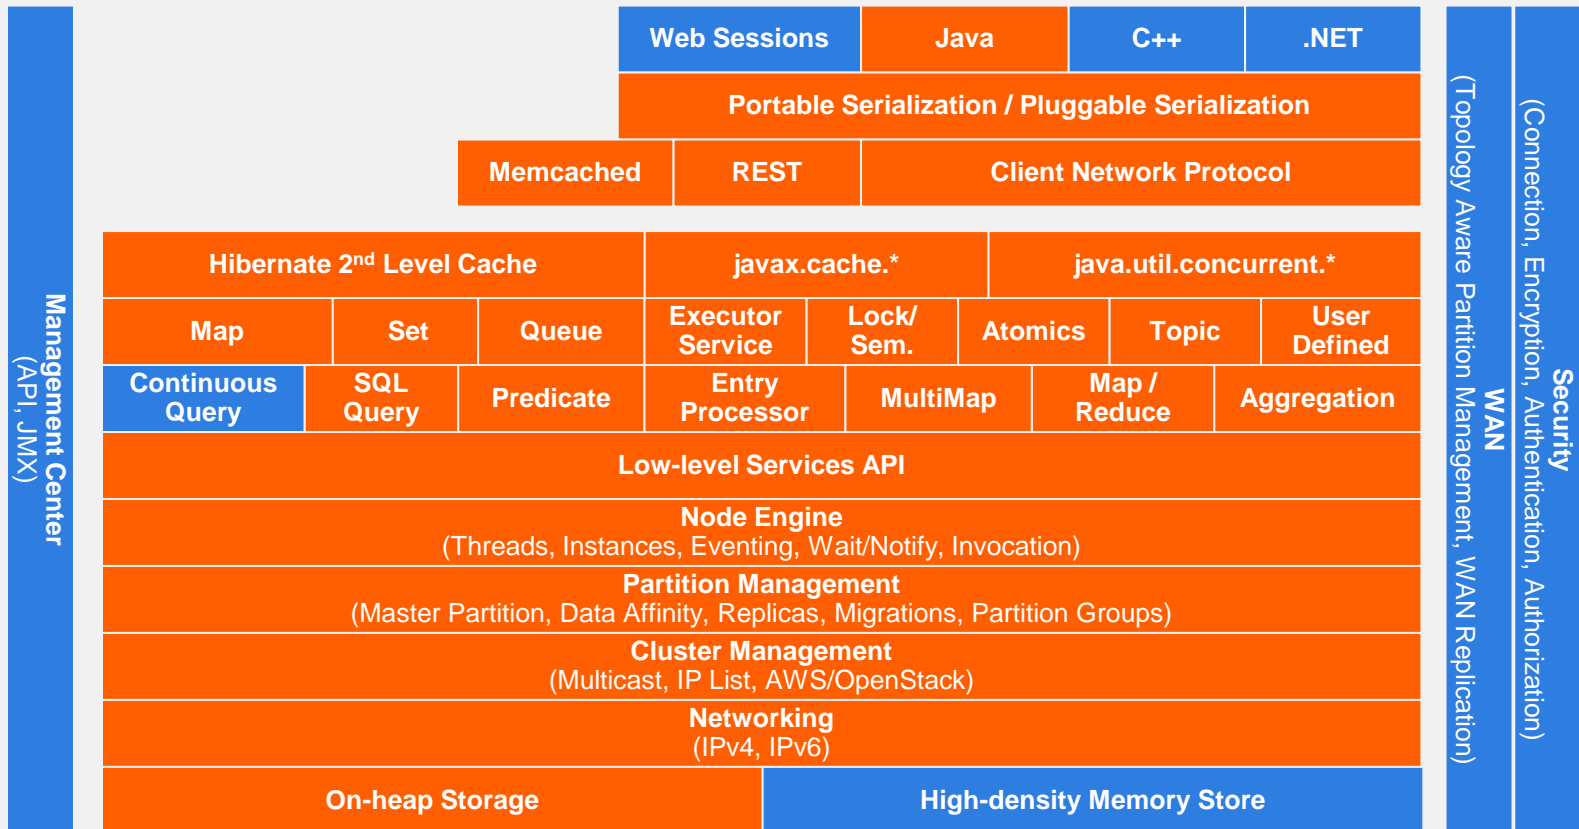 Web Sessions
Java
C++
.NET
Portable Serialization / Pluggable Serialization
Memcached
REST
Client Network Protocol
Hibernate 2nd Level Cache
javax.cache.*
java.util.concurrent.*
Map
Set
Queue
Executor
Service
Lock/
Sem.
Atomics
Topic
User
Defined
Continuous
Query
SQL
Query
Predicate
Entry
Processor
MultiMap
Map /
Reduce
Aggregation
Low-level Services API
Node Engine
(Threads, Instances, Eventing, Wait/Notify, Invocation)
Partition Management
(Master Partition, Data Affinity, Replicas, Migrations, Partition Groups)
Cluster Management
(Multicast, IP List, AWS/OpenStack)
Networking
(IPv4, IPv6)
On-heap Storage
High-density Memory Store
Management Center
(API, JMX)
WAN
(Topology Aware Partition Management, WAN Replication)
Security
(Connection, Encryption, Authentication, Authorization)